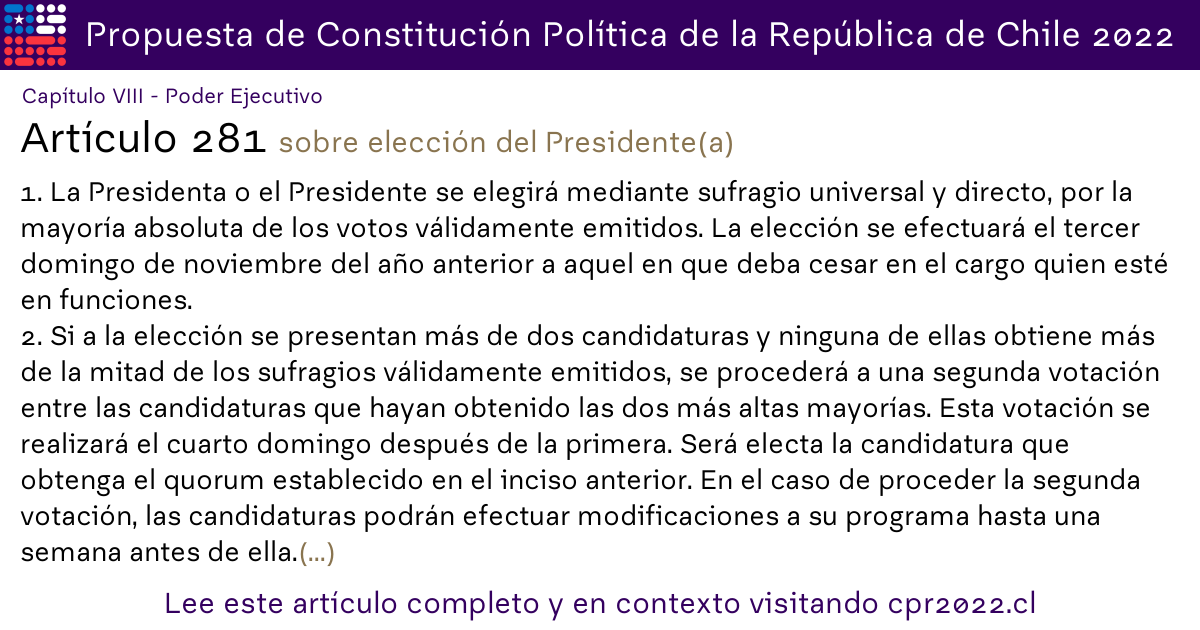 Propuesta de Constitución Política de la República de Chile 2022
Capítulo VIII - Poder Ejecutivo
Artículo 281 sobre elección del Presidente(a)
1. La Presidenta o el Presidente se elegirá mediante sufragio universal y directo, por la
mayoría absoluta de los votos válidamente emitidos. La elección se efectuará el tercer
domingo de noviembre del año anterior a aquel en que deba cesar en el cargo quien esté
en funciones.
2. Si a la elección se presentan más de dos candidaturas y ninguna de ellas obtiene más
de la mitad de los sufragios válidamente emitidos, se procederá a una segunda votación
entre las candidaturas que hayan obtenido las dos más altas mayorías. Esta votación se
realizará el cuarto domingo después de la primera. Será electa la candidatura que
obtenga el quorum establecido en el inciso anterior. En el caso de proceder la segunda
votación, las candidaturas podrán efectuar modificaciones a su programa hasta una
semana antes de ella.(...)
Lee este artículo completo y en contexto visitando cpr2022.cl